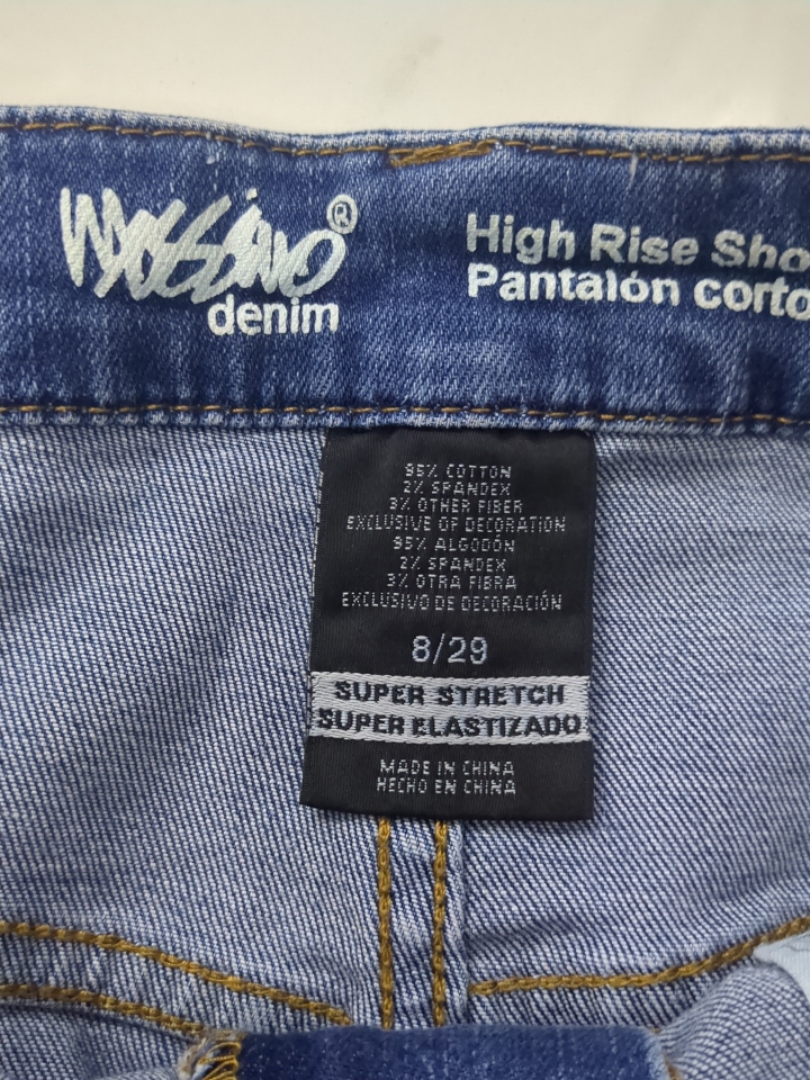 MOSSIMO®
denim
High Rise Sho
Pantalón corto
95% COTTON
2% SPANDEX
3% OTHER FIBER
EXCLUSIVE OF DECORATION
95% ALGODÓN
2% SPANDEX
3% OTRA FIBRA
EXCLUSIVO DE DECORACIÓN
8/29
SUPER STRETCH
SUPER ELASTIZADO
MADE IN CHINA
HECHO EN CHINA